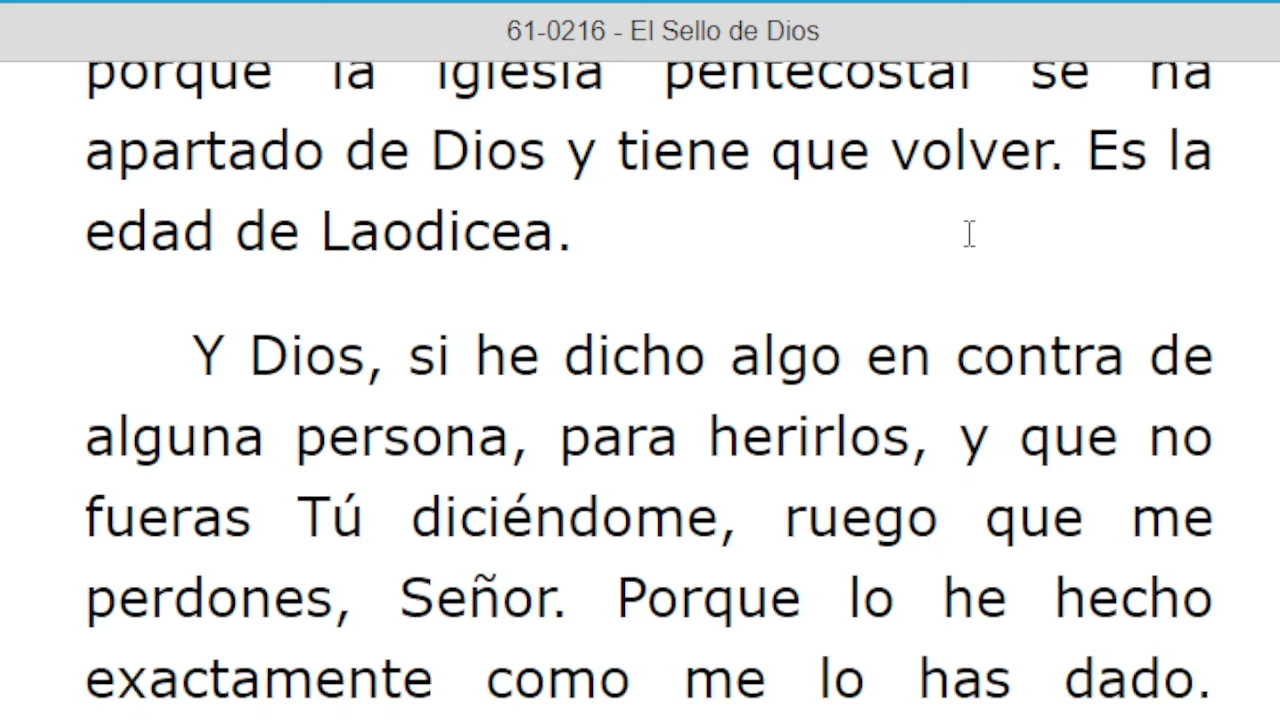 61-0216 - El Sello de Dios
porque la iglesia pentecostal se ha
apartado de Dios y tiene que volver. Es la
edad de Laodicea.
Y Dios, si he dicho algo en contra de
alguna persona, para herirlos, y que no
fueras Tú diciéndome, ruego que me
perdones, Señor. Porque lo he hecho
exactamente como me lo has dado.